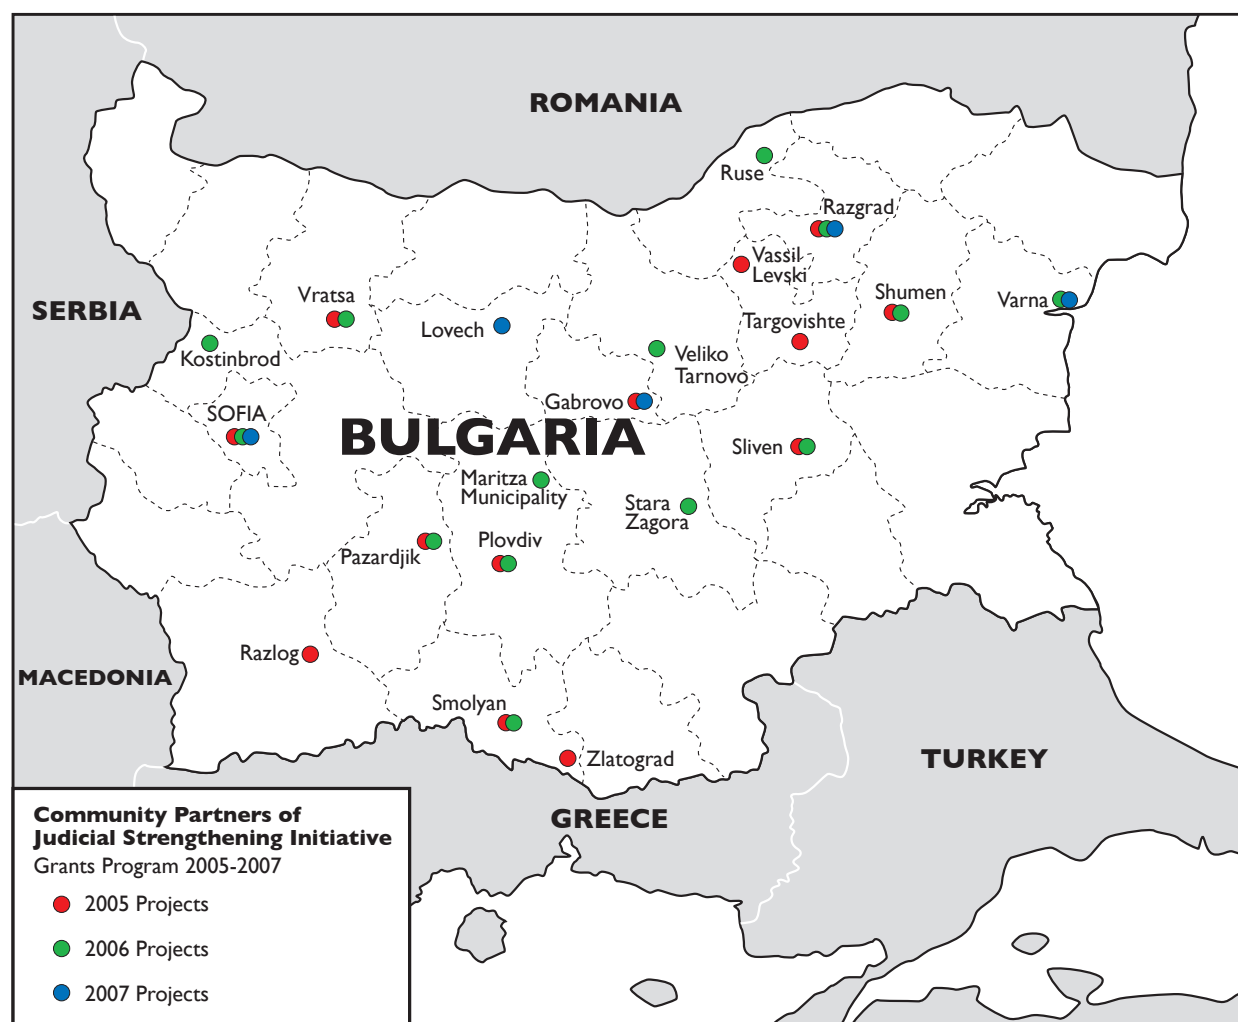 ROMANIA
Ruse
Razgrad
Vassil
Levski
SERBIA
Vratsa
Shumen
Varna
Lovech
Targovishte
Kostinbrod
Veliko
Tarnovo
Gabrovo
SOFIA
BULGARIA
Sliven
Maritza
Municipality
Stara
Zagora
Plovdiv
Pazardjik
Razlog
MACEDONIA
Smolyan
Zlatograd
TURKEY
GREECE
Community Partners of
Judicial Strengthening Initiative
Grants Program 2005-2007
2005 Projects
2006 Projects
2007 Projects